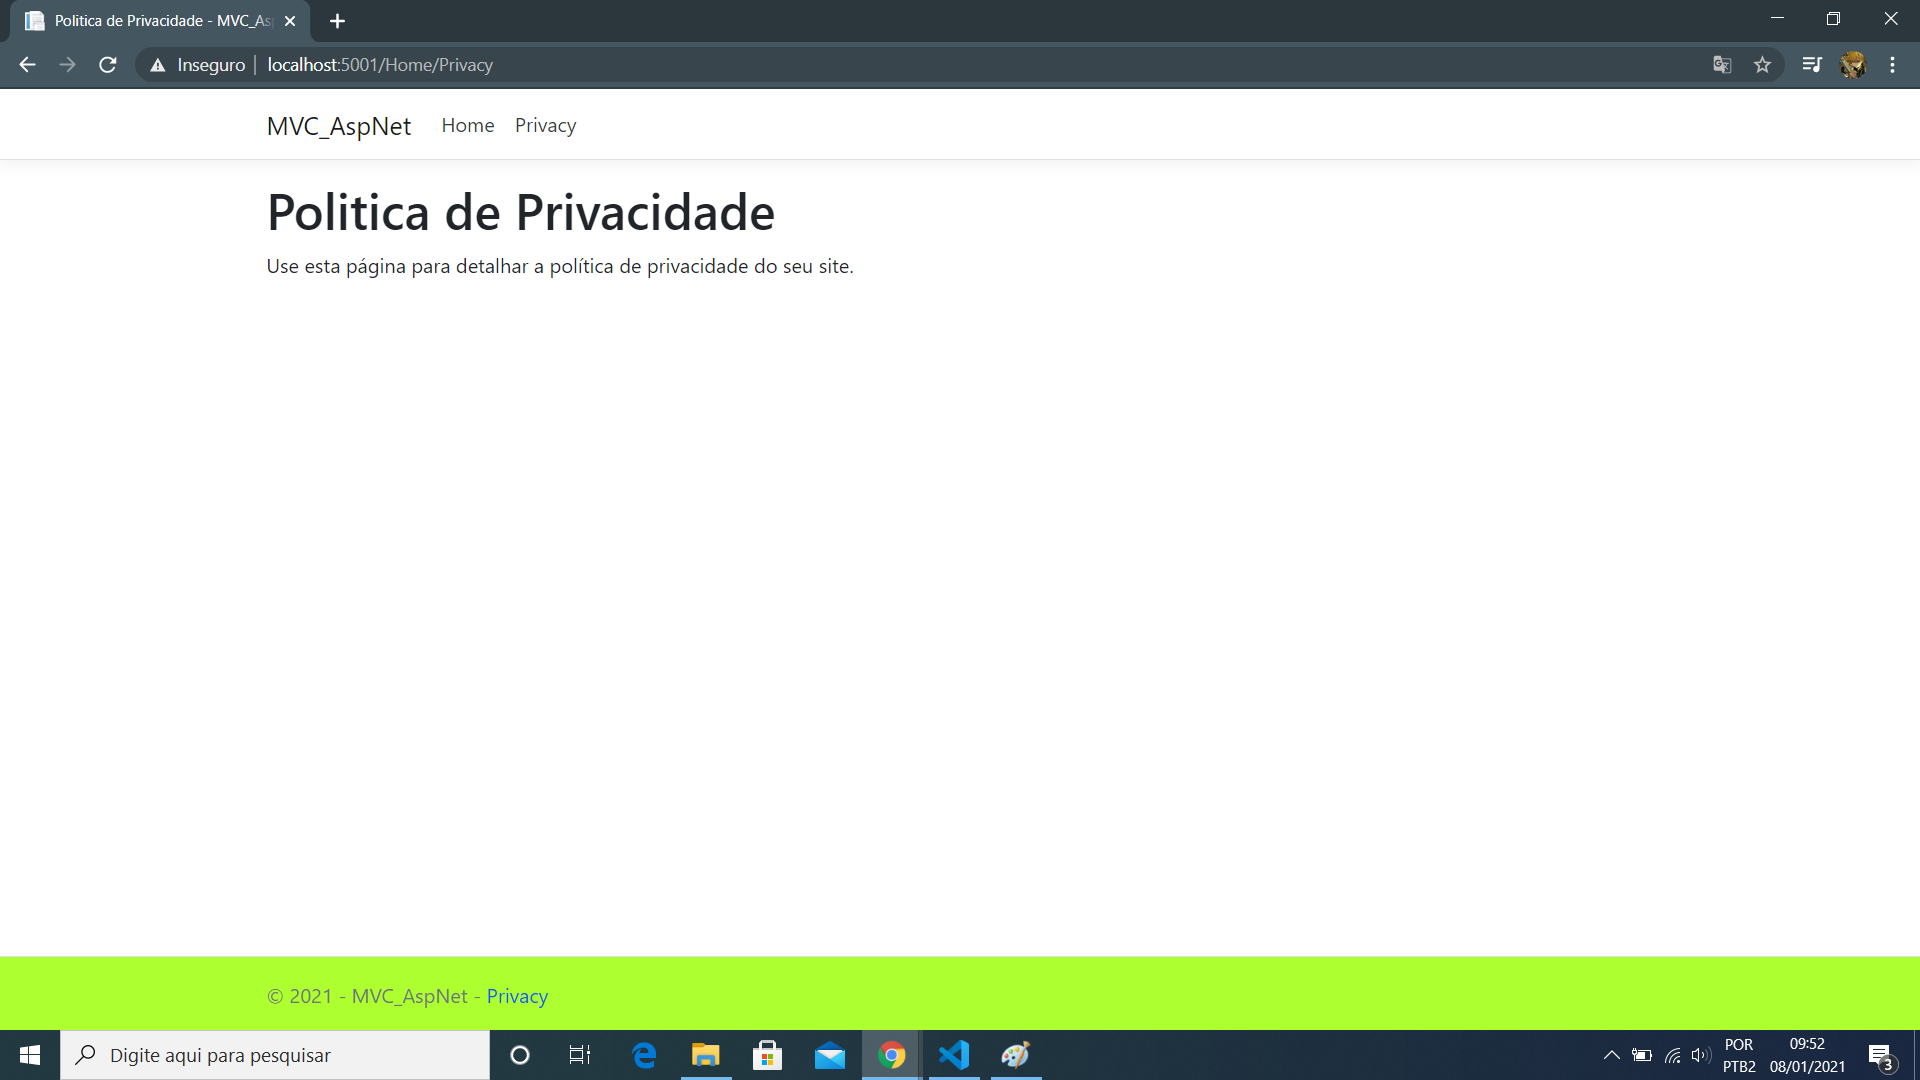 Politica de Privacidade - MVC_As
Inseguro | localhost:5001/Home/Privacy
MVC_AspNet Home Privacy
Politica de Privacidade
Use esta página para detalhar a política de privacidade do seu site.
© 2021 - MVC_AspNet - Privacy
Digite aqui para pesquisar
POR 09:52
PTB2 08/01/2021
3